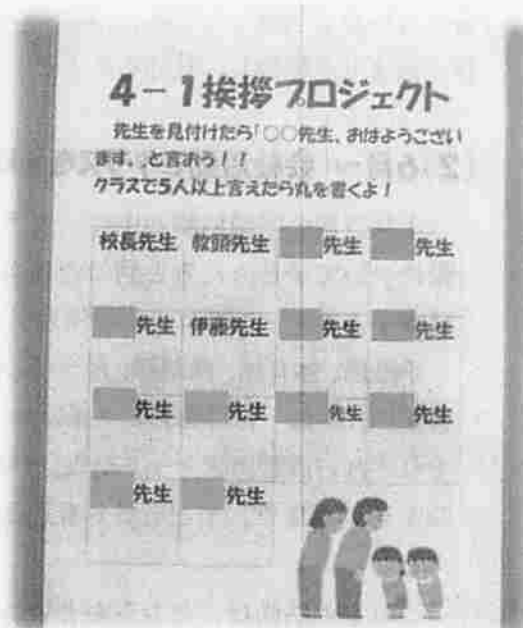 4－1挨拶プロジェクト
先生を見付けたら「○○先生、おはようござい
ます。」と言おう！！
クラスで5人以上言えたら丸を書くよ！
校長先生 教頭先生 先生 先生
先生 伊藤先生 先生 先生
先生 先生 先生 先生
先生 先生